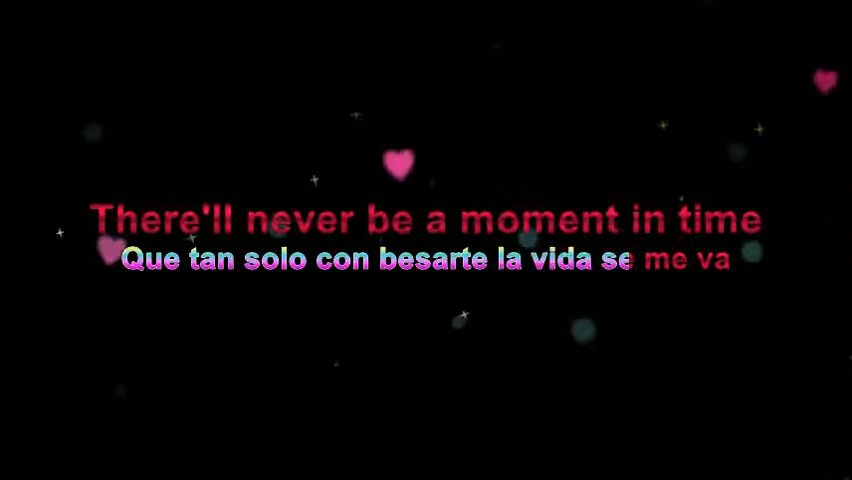 There'll never be a moment in time
Que tan solo con besarte la vida se me va